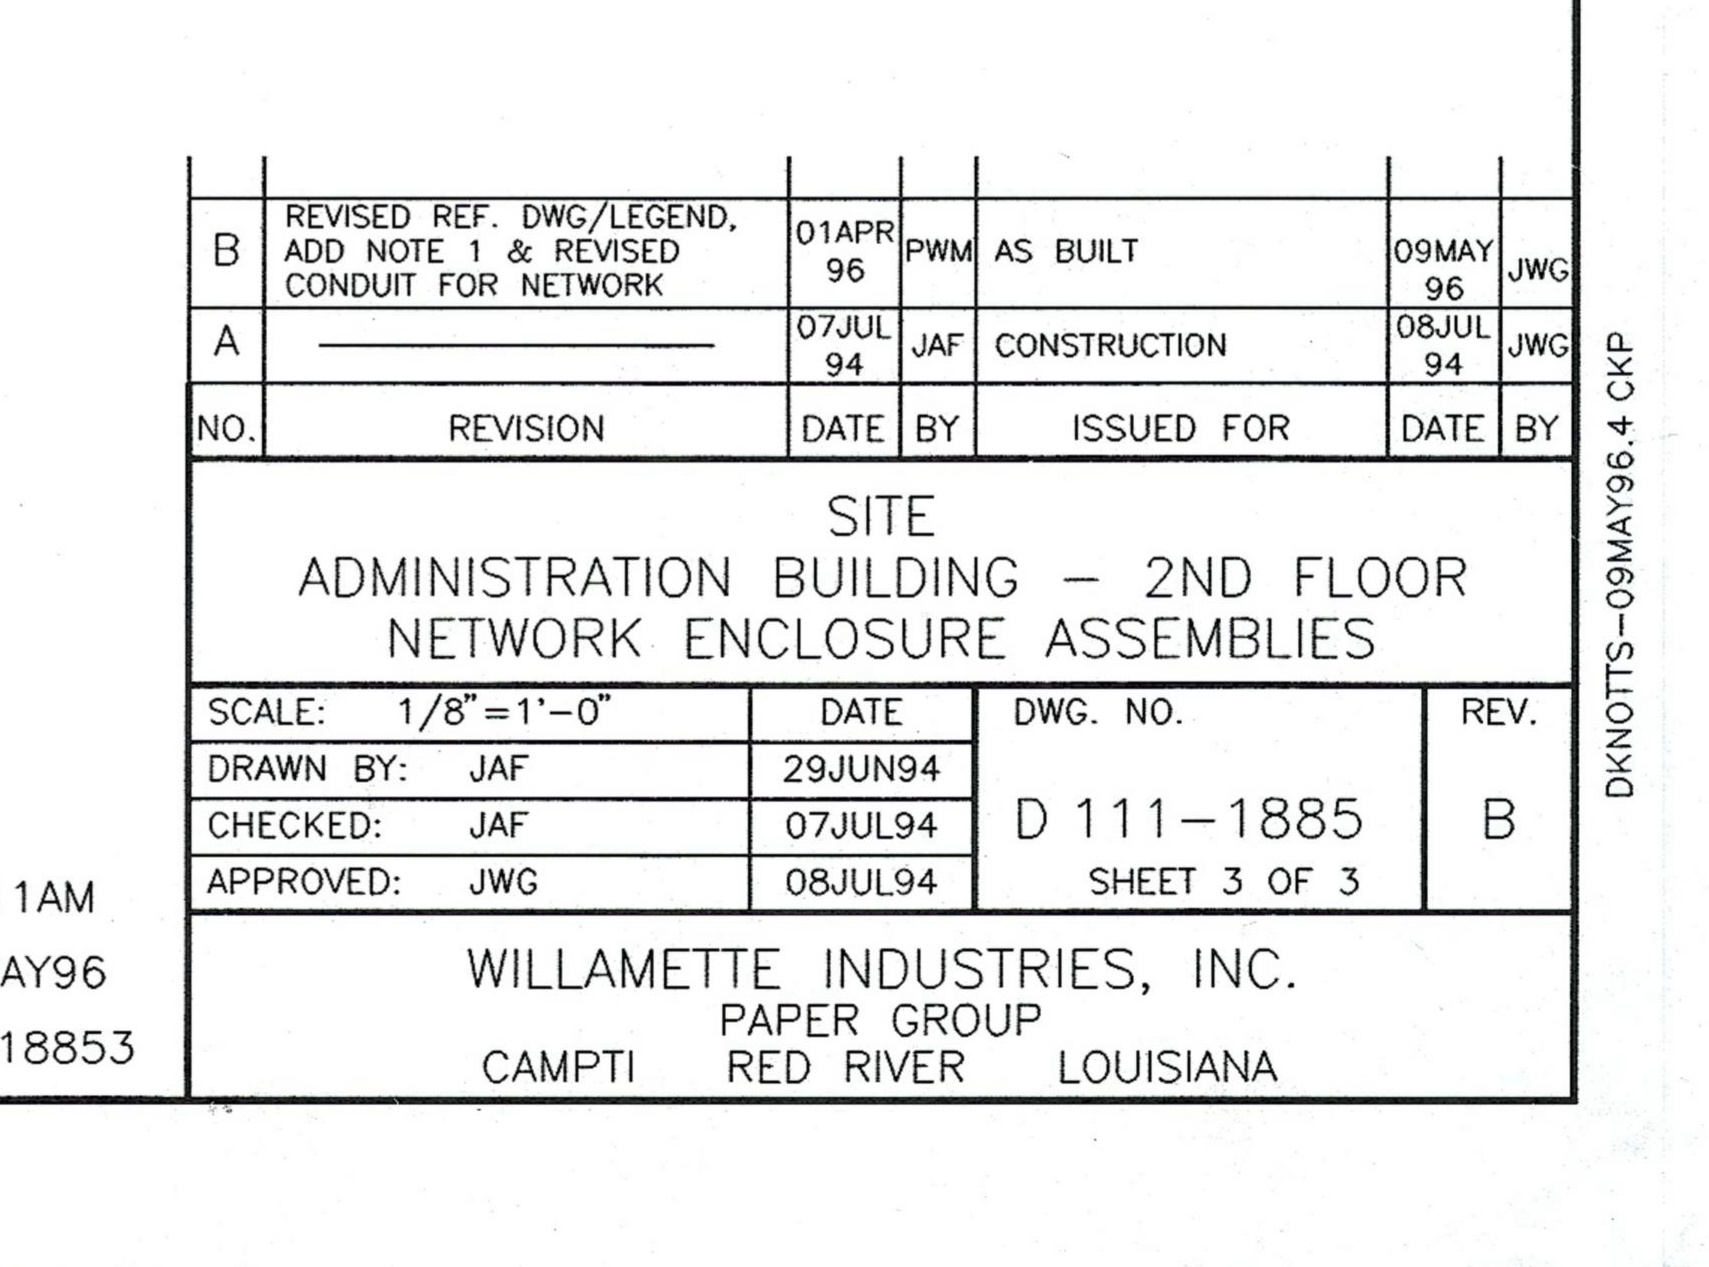 B
REVISED REF. DWG/LEGEND,
ADD NOTE 1 & REVISED
CONDUIT FOR NETWORK
01APR
96
PWM
AS BUILT
09MAY
96
JWG
A
07JUL
94
JAF
CONSTRUCTION
08JUL
94
JWG
NO.
REVISION
DATE
BY
ISSUED FOR
DATE
BY
SITE
ADMINISTRATION BUILDING – 2ND FLOOR
NETWORK ENCLOSURE ASSEMBLIES
SCALE: 1/8"=1'-0"
DATE
DRAWN BY: JAF
29JUN94
CHECKED: JAF
07JUL94
APPROVED: JWG
08JUL94
DWG. NO.
D 111-1885
SHEET 3 OF 3
REV.
B
WILLAMETTE INDUSTRIES, INC.
PAPER GROUP
CAMPTI RED RIVER LOUISIANA
1AM
AY96
18853
DKNOTTS-09MAY96.4 CKP